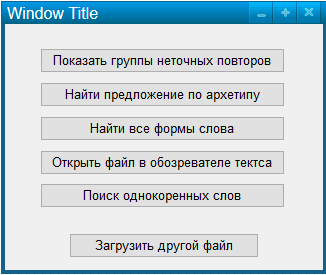 Window Title
Показать группы неточных повторов
Найти предложение по архетипу
Найти все формы слова
Открыть файл в обозревателе тектса
Поиск однокоренных слов
Загрузить другой файл